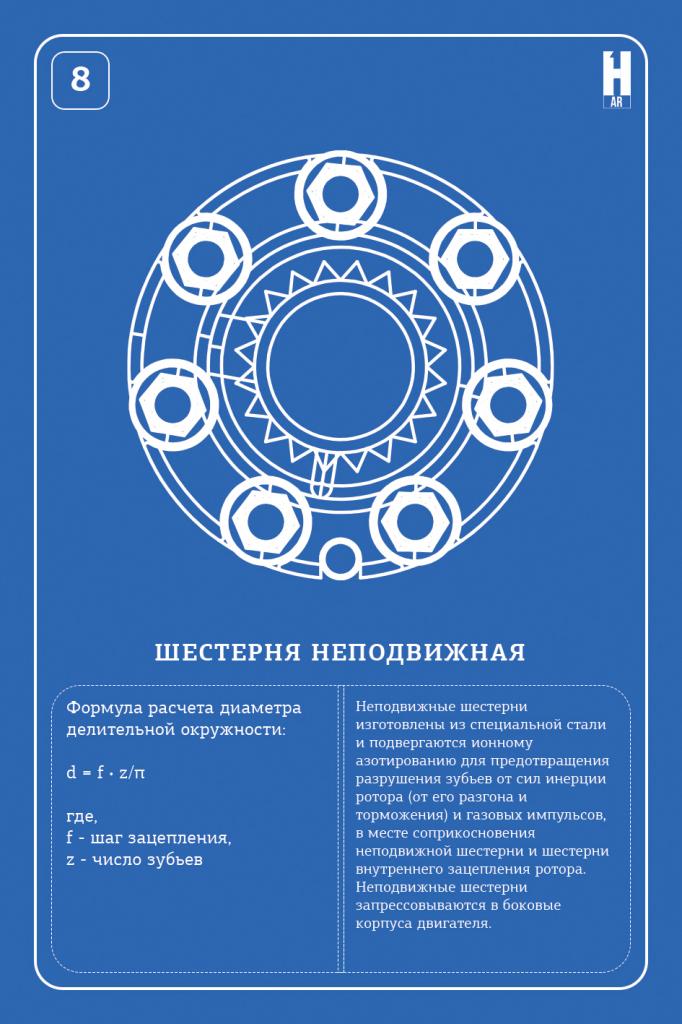 8
H
AR
ШЕСТЕРНЯ НЕПОДВИЖНАЯ
Формула расчета диаметра
делительной окружности:
d = f · z/π
где,
f - шаг зацепления,
z - число зубьев
Неподвижные шестерни
изготовлены из специальной стали
и подвергаются ионному
азотированию для предотвращения
разрушения зубьев от сил инерции
ротора (от его разгона и
торможения) и газовых импульсов,
в месте соприкосновения
неподвижной шестерни и шестерни
внутреннего зацепления ротора.
Неподвижные шестерни
запрессовываются в боковые
корпуса двигателя.